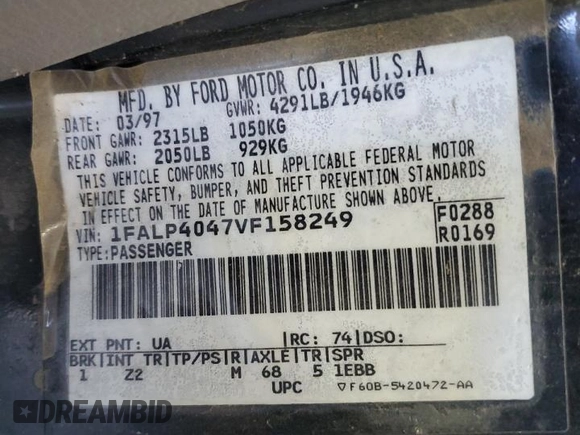 MFD. BY FORD MOTOR CO. IN U.S.A.
DATE: 03/97 GVWR: 4291LB/1946KG
FRONT GAWR: 2315LB 1050KG
REAR GAWR: 2050LB 929KG
THIS VEHICLE CONFORMS TO ALL APPLICABLE FEDERAL MOTOR
VEHICLE SAFETY, BUMPER, AND THEFT PREVENTION STANDARDS
IN EFFECT ON THE DATE OF MANUFACTURE SHOWN ABOVE.
VIN: 1FALP4047VF158249 F0288
TYPE: PASSENGER R0169
EXT PNT: UA RC: 74 DSO:
BRK INT TR TP/PS R AXLE TR SPR
1 Z2 M 68 5 1EBB
UPC ▽F60B-5420472-AA
DREAMBID